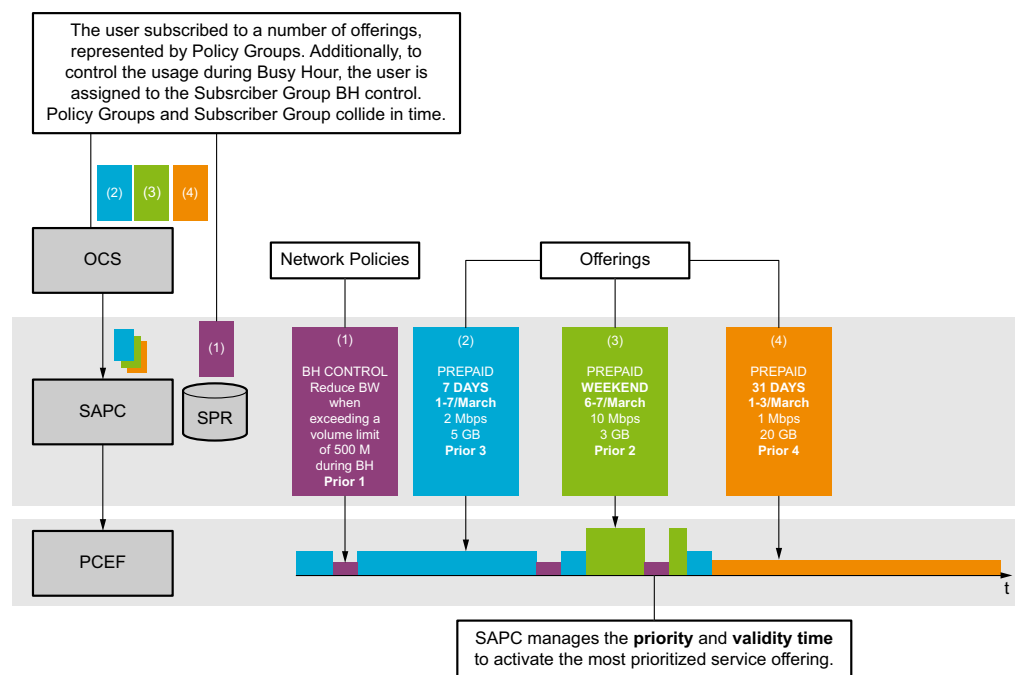 The user subscribed to a number of offerings,
represented by Policy Groups. Additionally, to
control the usage during Busy Hour, the user is
assigned to the Subsrciber Group BH control.
Policy Groups and Subscriber Group collide in time.
(2)
(3)
(4)
OCS
Network Policies
Offerings
(1)
SAPC
SPR
(1)
BH CONTROL
Reduce BW
when
exceeding a
volume limit
of 500 M
during BH
Prior 1
(2)
PREPAID
7 DAYS
1-7/March
2 Mbps
5 GB
Prior 3
(3)
PREPAID
WEEKEND
6-7/March
10 Mbps
3 GB
Prior 2
(4)
PREPAID
31 DAYS
1-3/March
1 Mbps
20 GB
Prior 4
PCEF
t
SAPC manages the priority and validity time
to activate the most prioritized service offering.